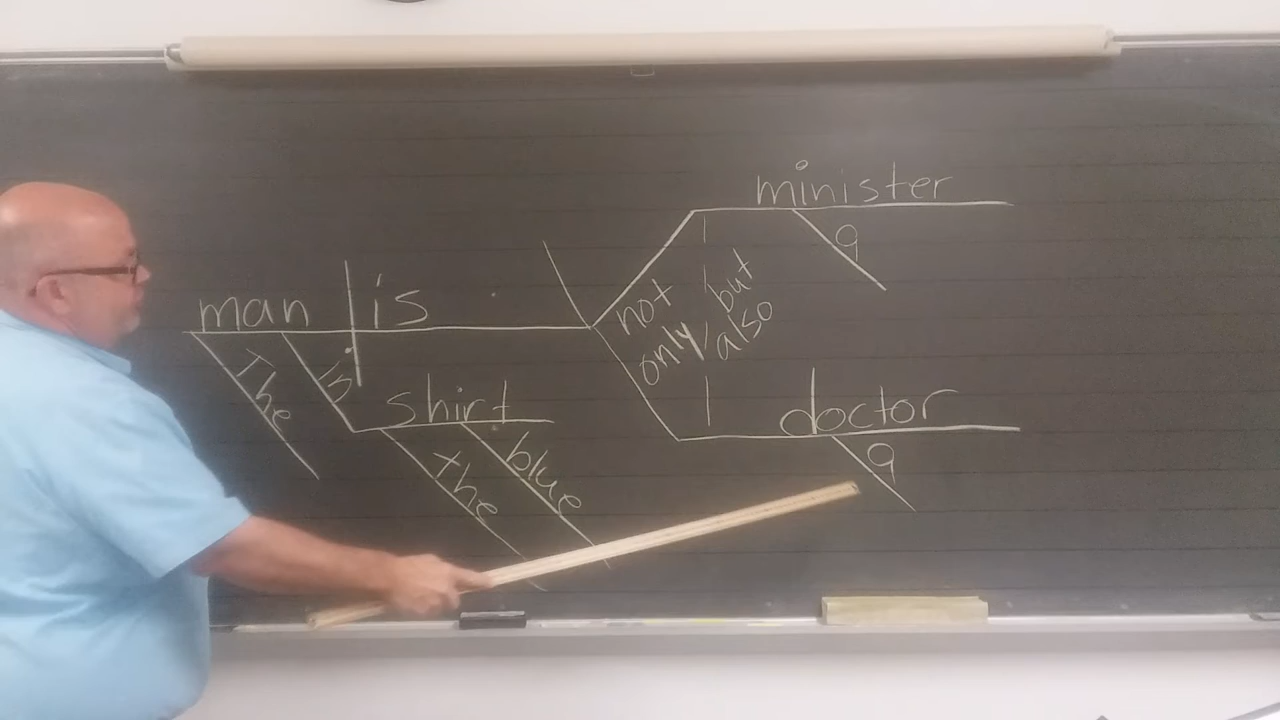 minister
a
man is
not only / but also
The
in
shirt
doctor
the
blue
a